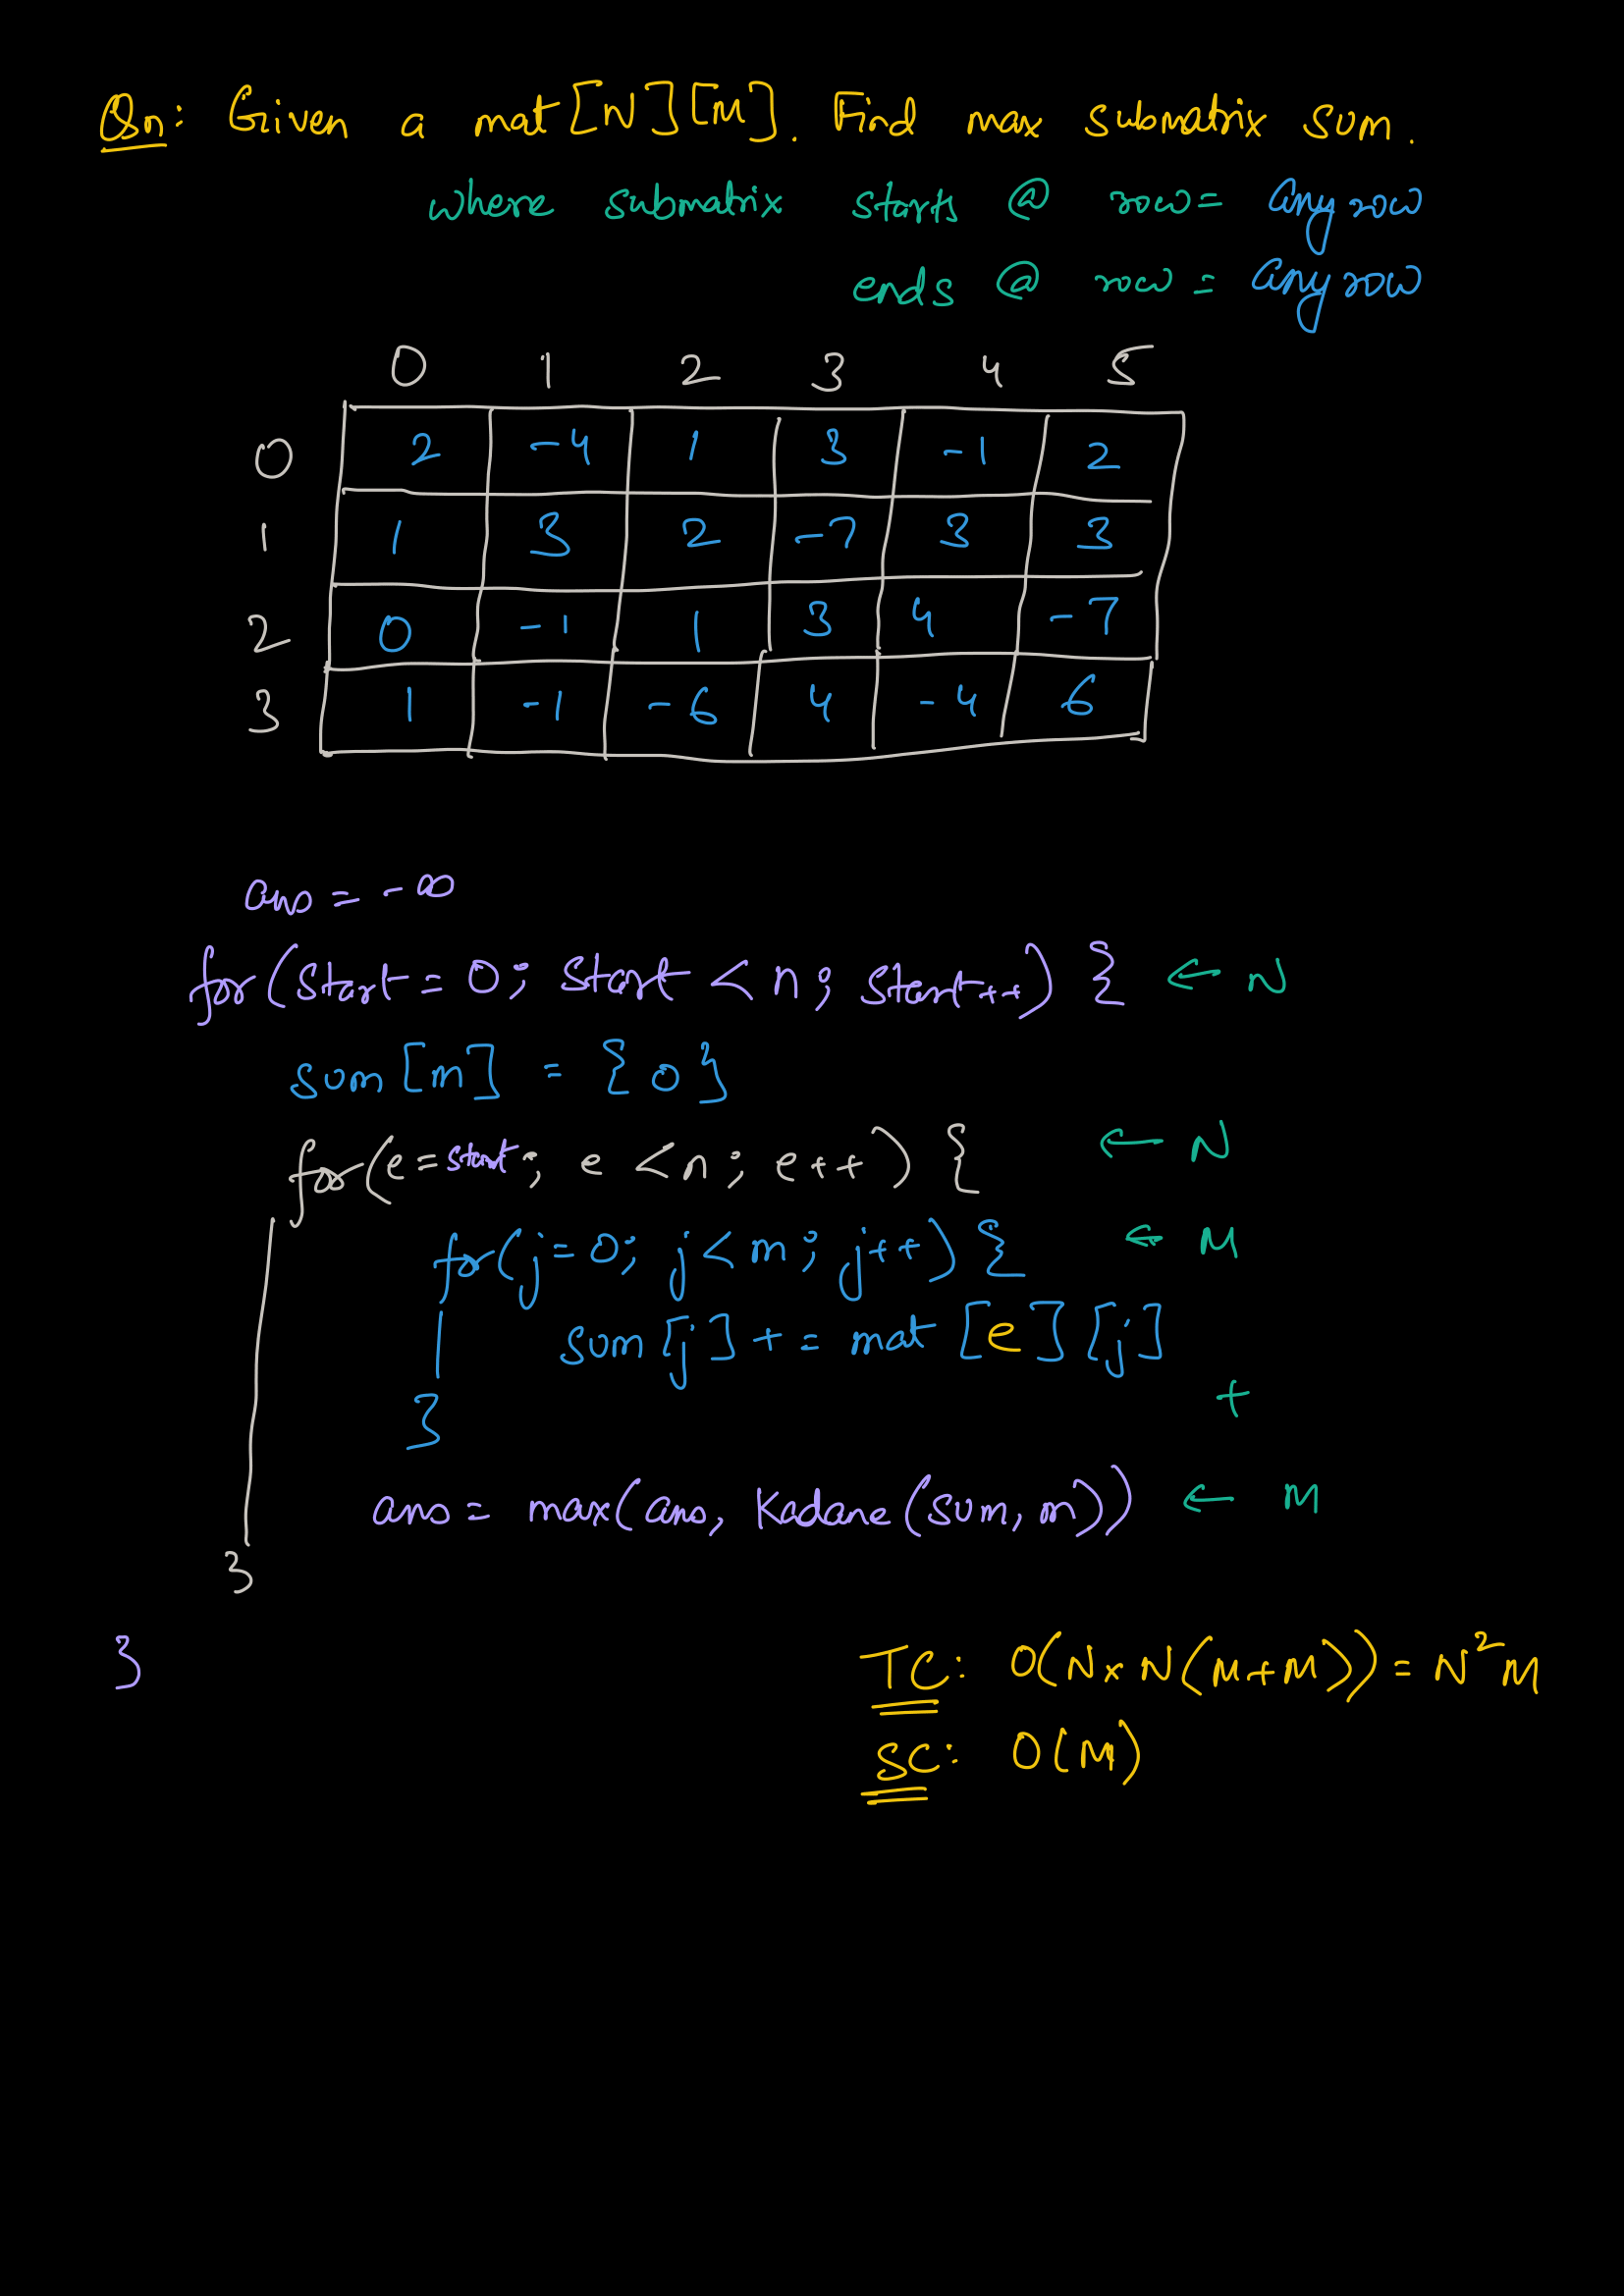 Qn: Given a mat[N][M]. Find max submatrix sum.
where submatrix starts @ row = any row
ends @ row = any row
0 1 2 3 4 5
0 2 -4 1 3 -1 2
1 1 3 2 -7 3 3
2 0 -1 1 3 4 -7
3 1 -1 -6 4 -4 6
ans = -∞
for(start = 0; start < n; start++) { ← N
sum[m] = {0}
for(e = start; e < n; e++) { ← N
for(j = 0; j < m; j++) { ← M
sum[j] += mat[e][j]
} +
ans = max(ans, Kadane(sum, m)) ← M
}
}
TC: O(N×N(M+M)) = N²M
SC: O(M)